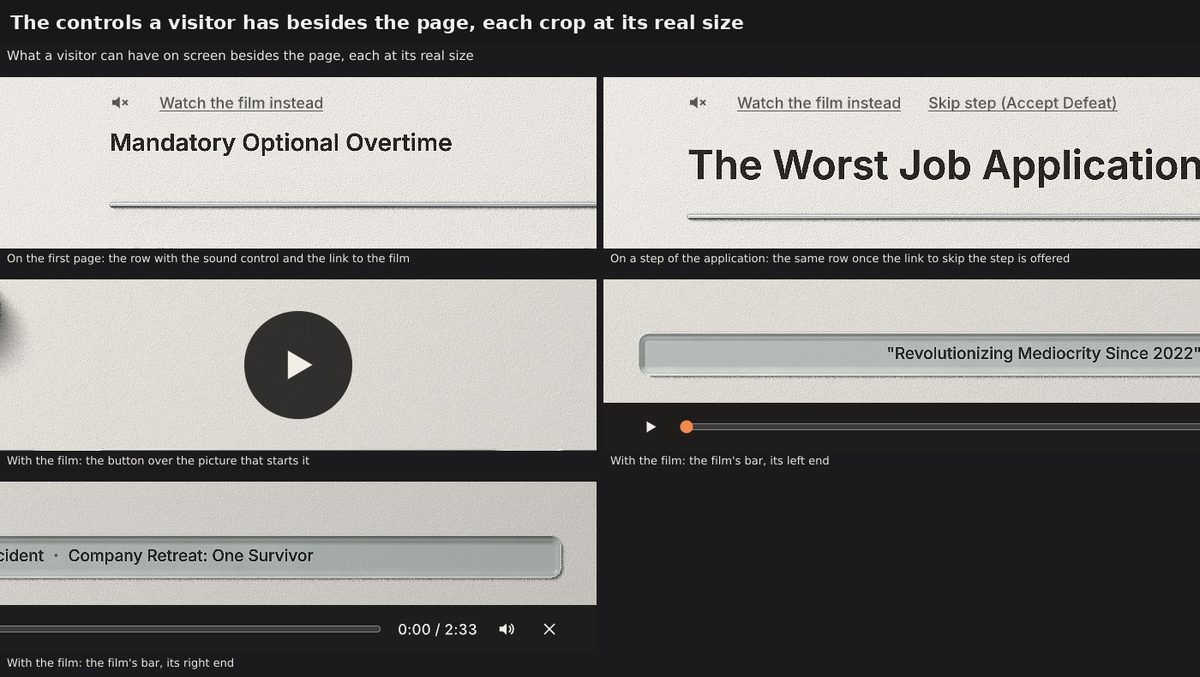 The controls a visitor has besides the page, each crop at its real size
What a visitor can have on screen besides the page, each at its real size
Watch the film instead
Mandatory Optional Overtime
On the first page: the row with the sound control and the link to the film
Watch the film instead Skip step (Accept Defeat)
The Worst Job Application
On a step of the application: the same row once the link to skip the step is offered
With the film: the button over the picture that starts it
"Revolutionizing Mediocrity Since 2022"
With the film: the film's bar, its left end
cident · Company Retreat: One Survivor
0:00 / 2:33
With the film: the film's bar, its right end